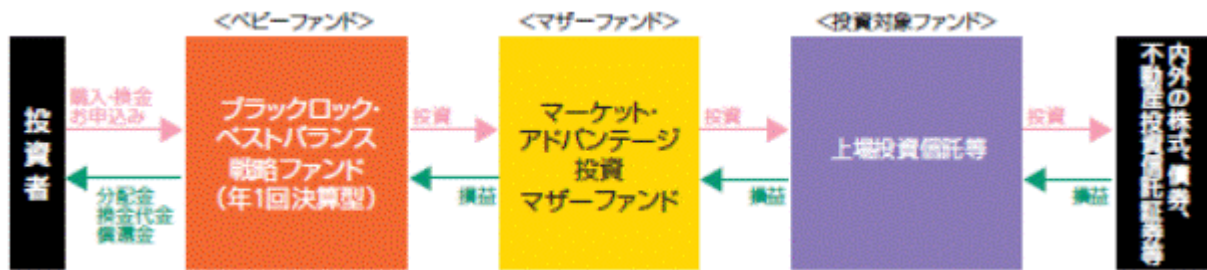 <ベビーファンド>
<マザーファンド>
<投資対象ファンド>
投資者
購入・換金
お申込み
分配金
換金代金
償還金
ブラックロック・
ベストバランス
戦略ファンド
(年1回決算型)
投資
損益
マーケット・
アドバンテージ
投資
マザーファンド
投資
損益
上場投資信託等
投資
損益
内外の株式、債券、
不動産投資信託証券等